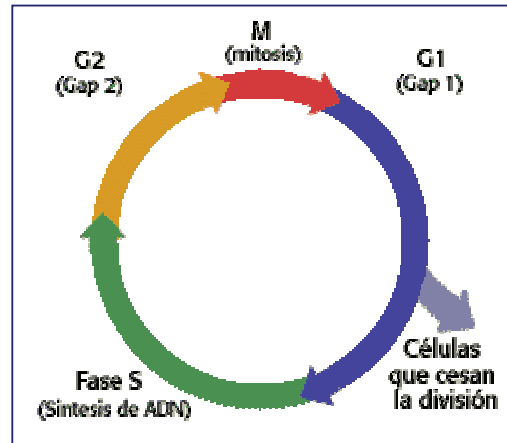 M
(mitosis)
G2
(Gap 2)
G1
(Gap 1)
Células
que cesan
la división
Fase S
(Síntesis de ADN)